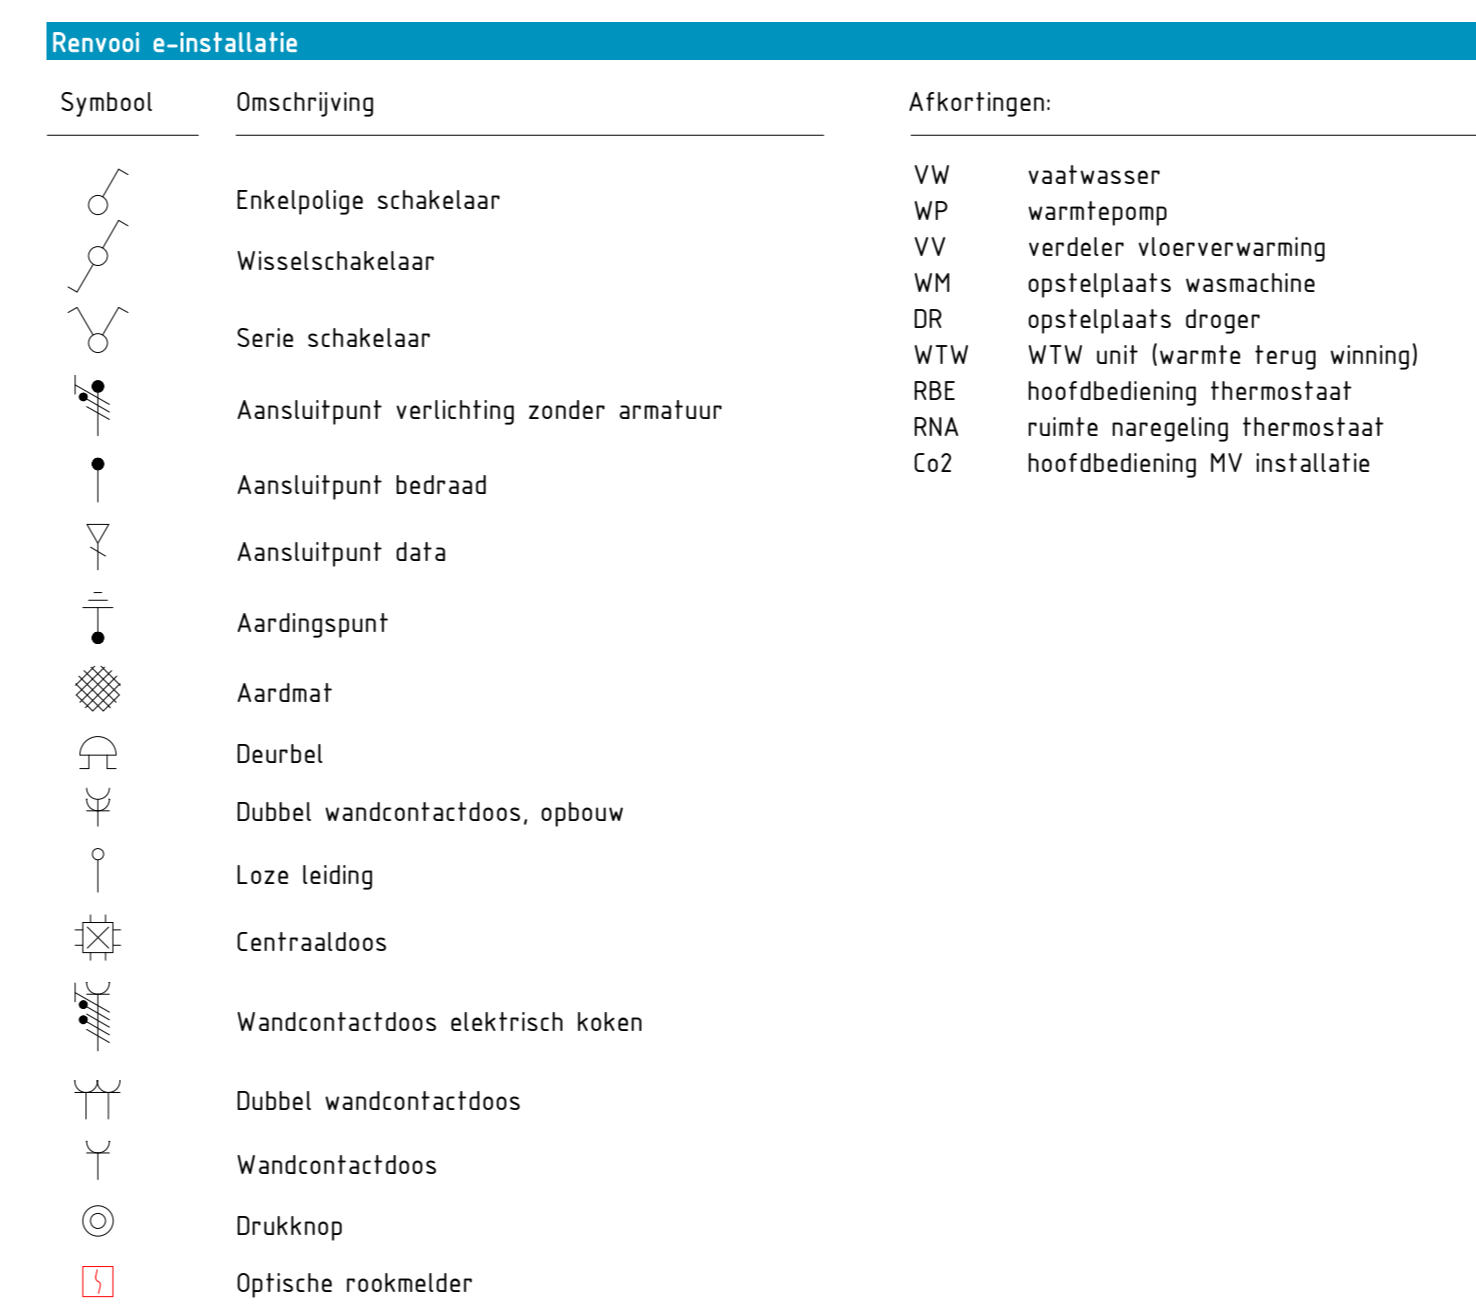 Renvooi e-installatie
Symbool Omschrijving
Enkelpolige schakelaar
Wisselschakelaar
Serie schakelaar
Aansluitpunt verlichting zonder armatuur
Aansluitpunt bedraad
Aansluitpunt data
Aardingspunt
Aardmat
Deurbel
Dubbel wandcontactdoos, opbouw
Loze leiding
Centraaldoos
Wandcontactdoos elektrisch koken
Dubbel wandcontactdoos
Wandcontactdoos
Drukknop
Optische rookmelder
Afkortingen:
VW vaatwasser
WP warmtepomp
VV verdeler vloerverwarming
WM opstelplaats wasmachine
DR opstelplaats droger
WTW WTW unit (warmte terug winning)
RBE hoofdbediening thermostaat
RNA ruimte naregeling thermostaat
Co2 hoofdbediening MV installatie